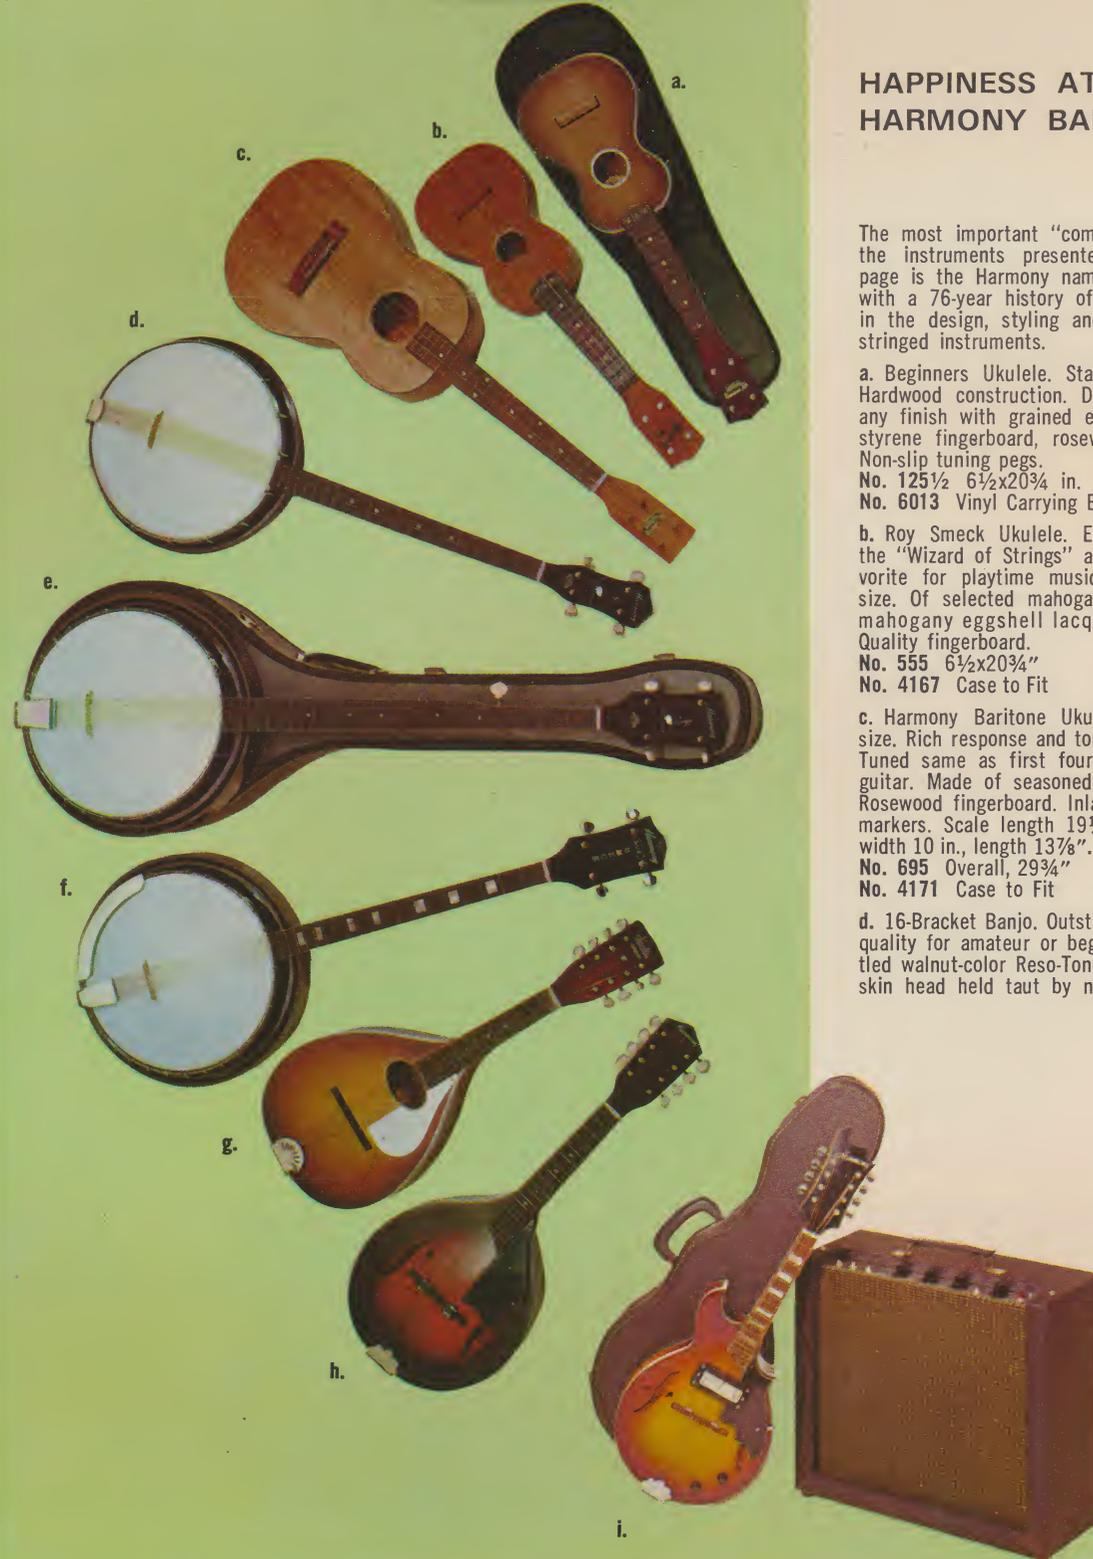 a.
b.
c.
d.
e.
f.
g.
h.
i.
HAPPINESS AT
HARMONY BA
The most important “com
the instruments presente
page is the Harmony nam
with a 76-year history of
in the design, styling an
stringed instruments.
a. Beginners Ukulele. Sta
Hardwood construction. D
any finish with grained e
styrene fingerboard, rosew
Non-slip tuning pegs.
No. 125½ 6½x20¾ in.
No. 6013 Vinyl Carrying B
b. Roy Smeck Ukulele. E
the “Wizard of Strings” a
vorite for playtime music
size. Of selected mahoga
mahogany eggshell lacq
Quality fingerboard.
No. 555 6½x20¾″
No. 4167 Case to Fit
c. Harmony Baritone Uku
size. Rich response and to
Tuned same as first four
guitar. Made of seasoned
Rosewood fingerboard. Inla
markers. Scale length 19
width 10 in., length 13⅞″.
No. 695 Overall, 29¾″
No. 4171 Case to Fit
d. 16-Bracket Banjo. Outst
quality for amateur or beg
tled walnut-color Reso-Ton
skin head held taut by n